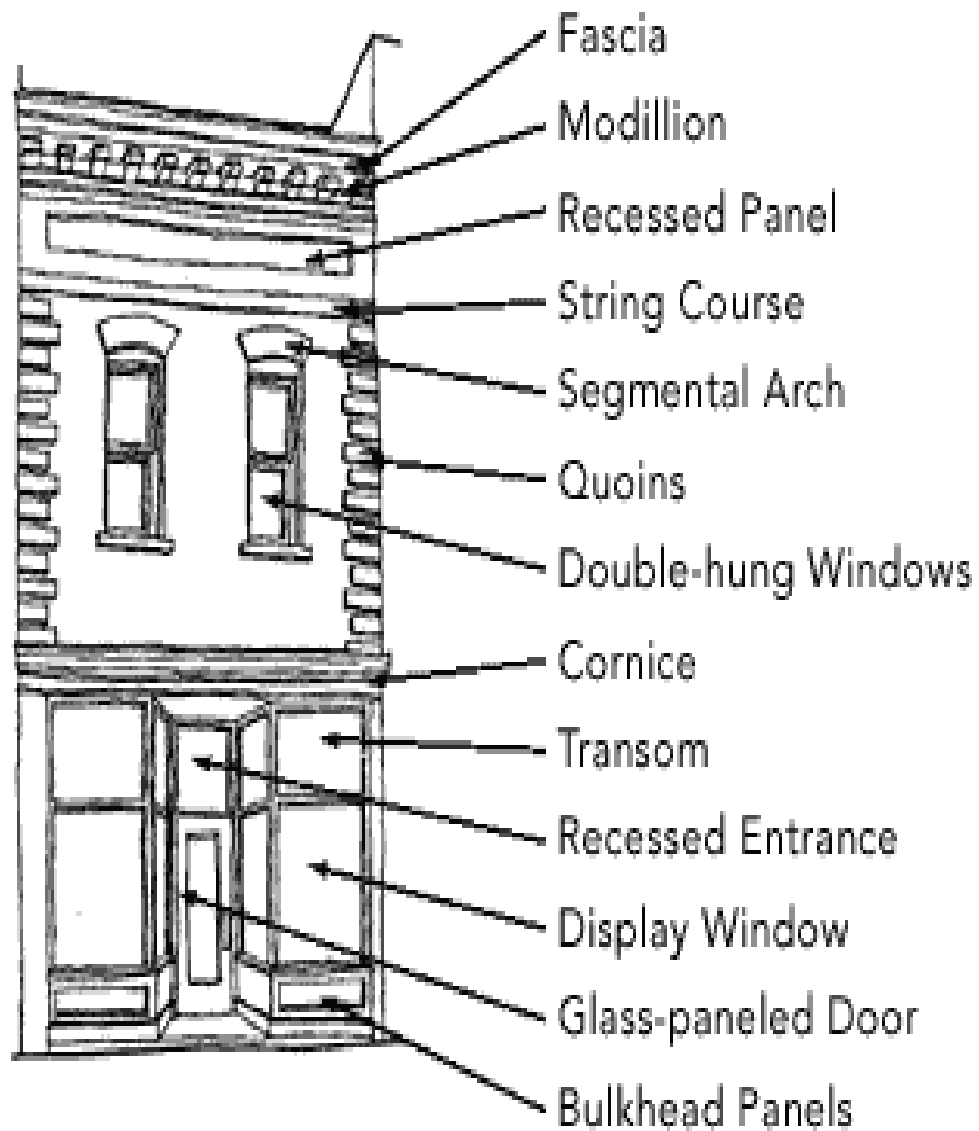 Fascia
Modillion
Recessed Panel
String Course
Segmental Arch
Quoins
Double-hung Windows
Cornice
Transom
Recessed Entrance
Display Window
Glass-paneled Door
Bulkhead Panels